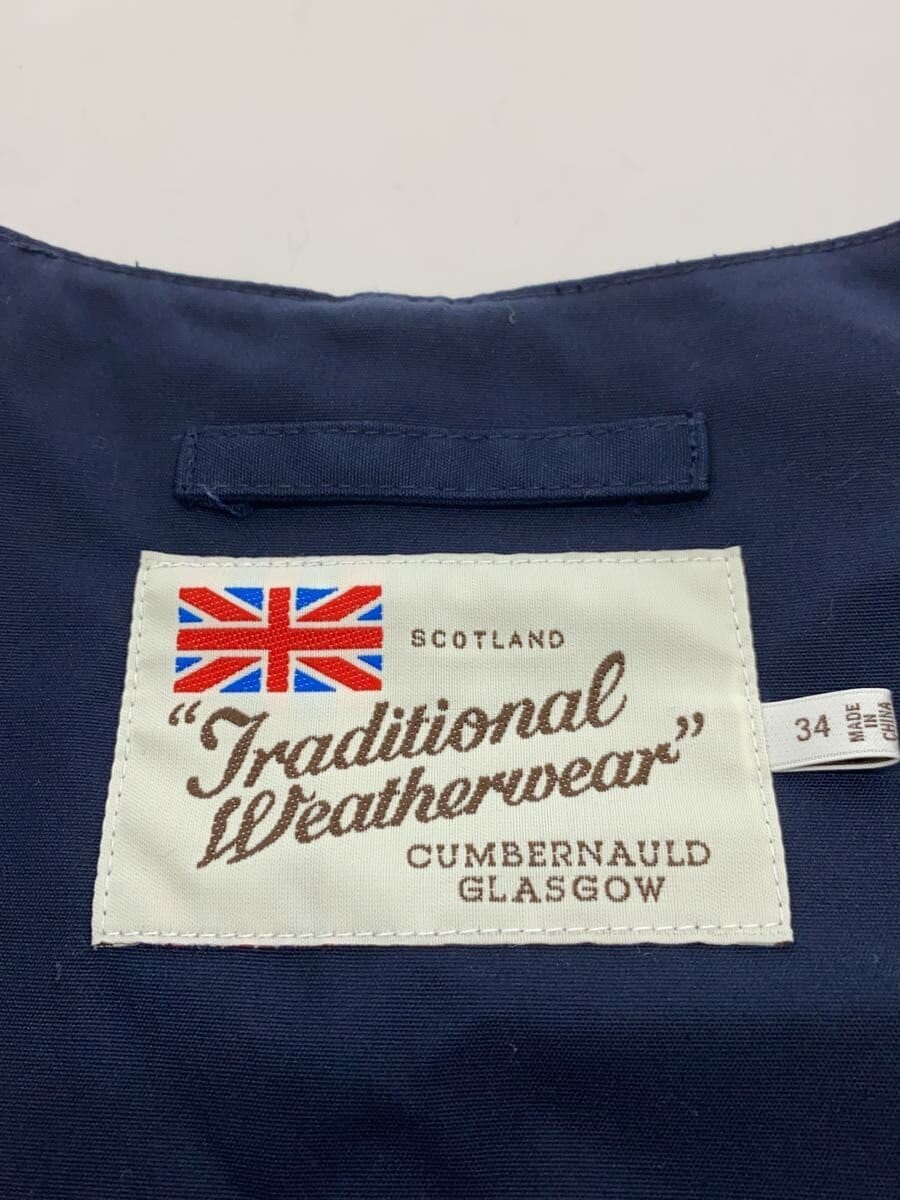 SCOTLAND
"Traditional
Weatherwear"
CUMBERNAULD
GLASGOW
34
MADE
IN
CHINA